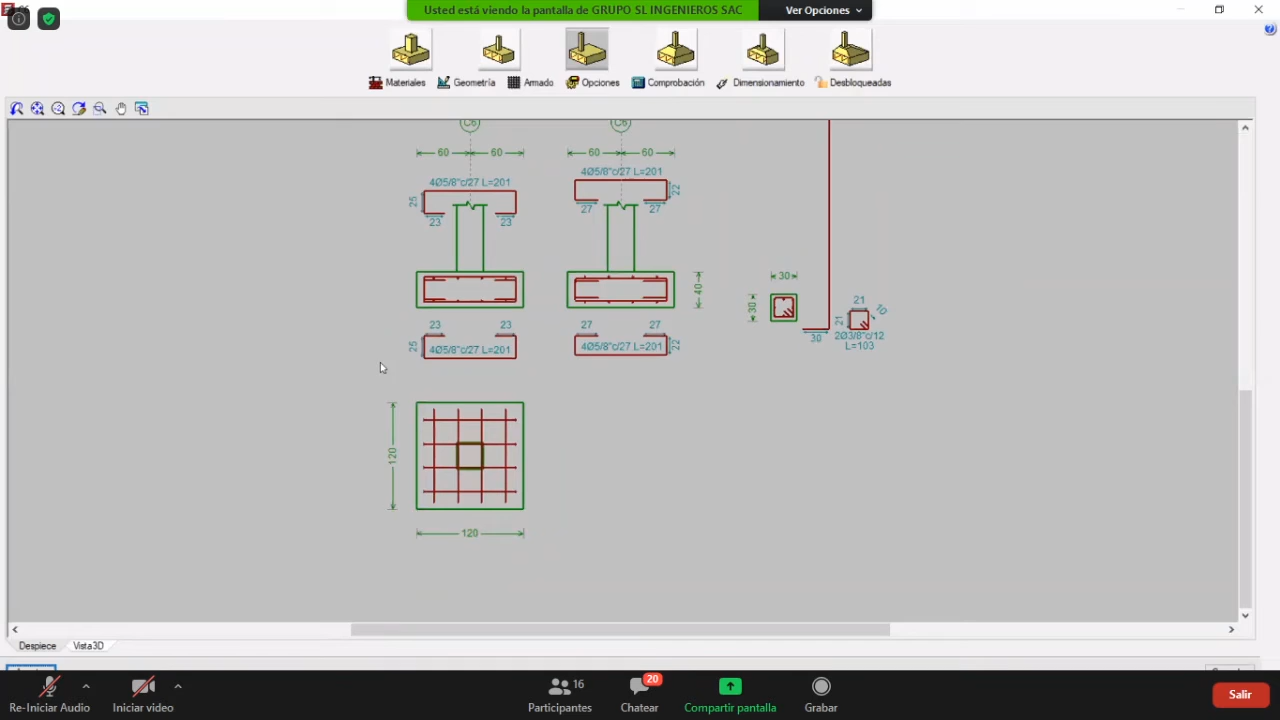 Usted está viendo la pantalla de GRUPO SL INGENIEROS SAC
Ver Opciones
Materiales
Geometría
Armado
Opciones
Comprobación
Dimensionamiento
Desbloqueadas
C6
C6
60 60
60 60
4Ø5/8"c/27 L=201
4Ø5/8"c/27 L=201
25
22
23 23
27 27
40
30
30
21
10
21
30
2Ø3/8"c/12
L=103
23 23
27 27
25
4Ø5/8"c/27 L=201
4Ø5/8"c/27 L=201
22
120
120
Despiece
Vista3D
Re-Iniciar Audio
Iniciar video
16
Participantes
20
Chatear
Compartir pantalla
Grabar
Salir